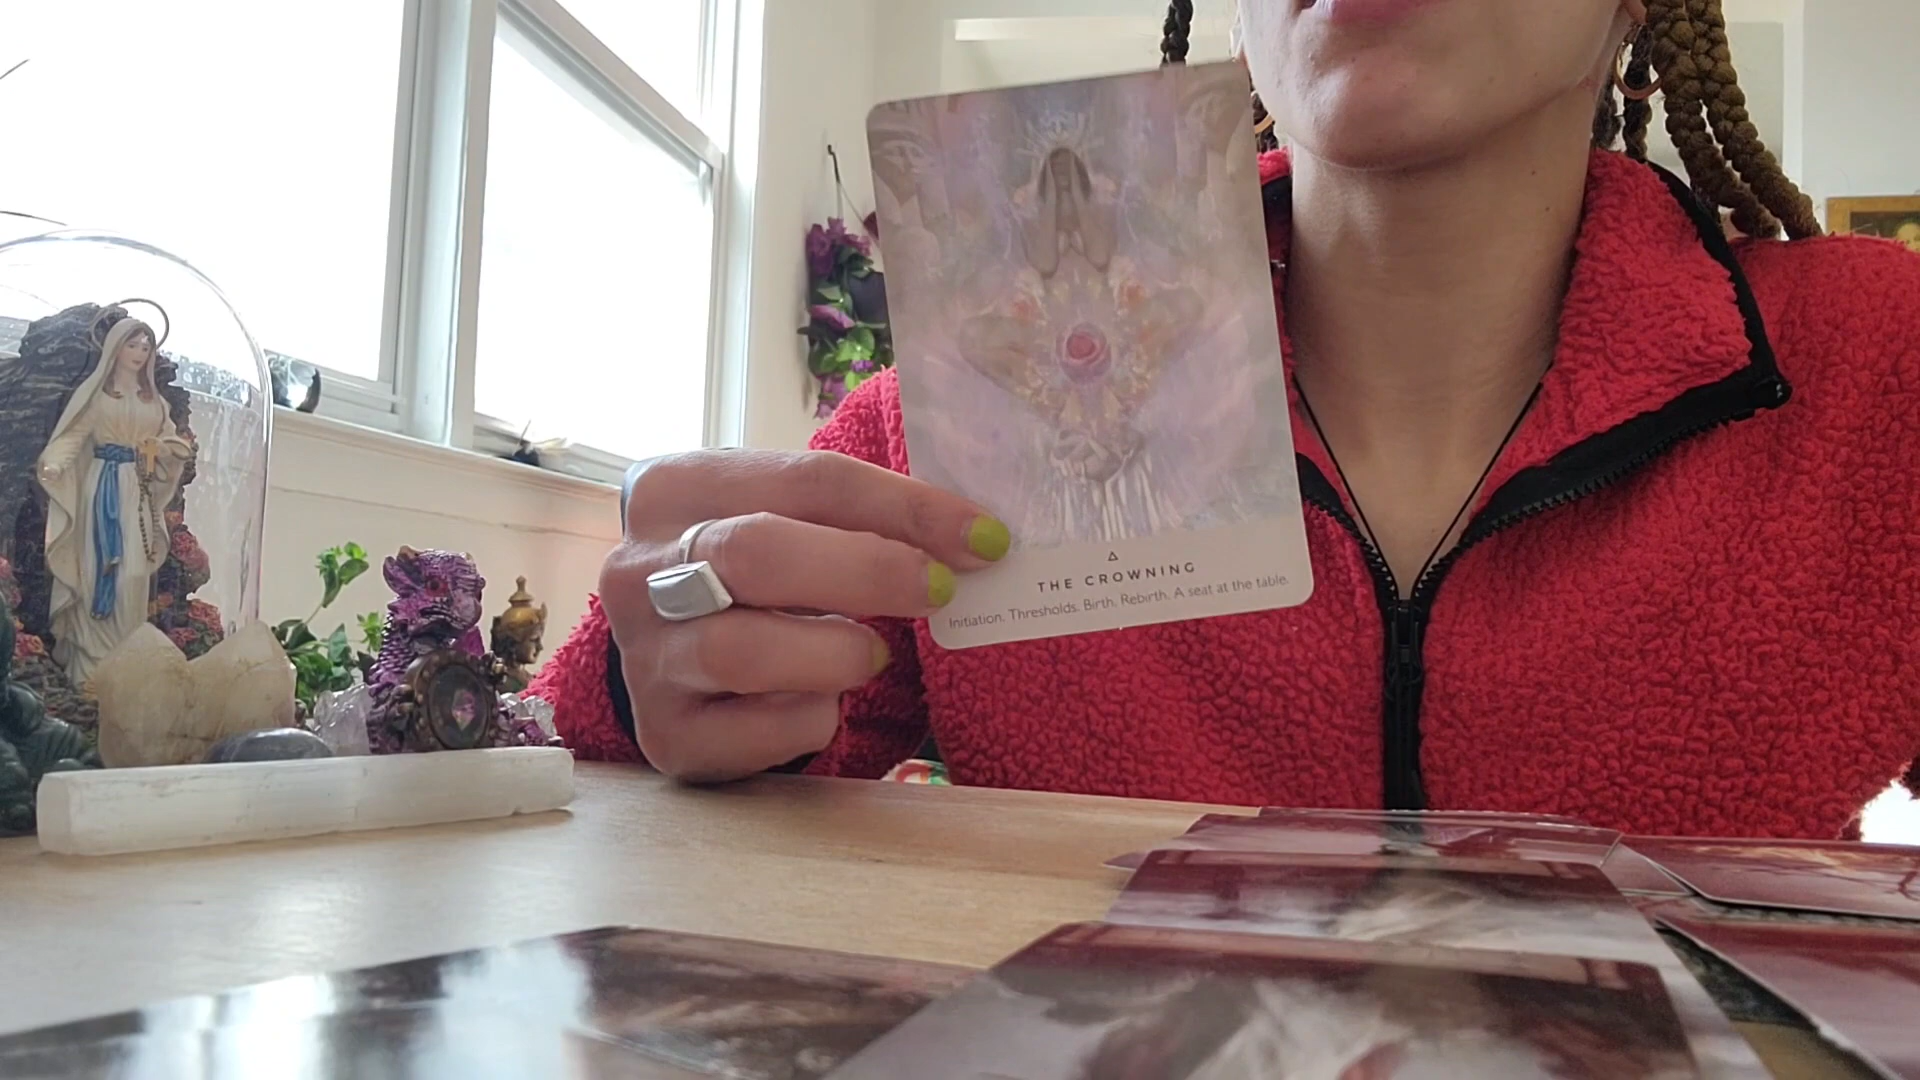 THE CROWNING
Initiation. Thresholds. Birth. Rebirth. A seat at the table.